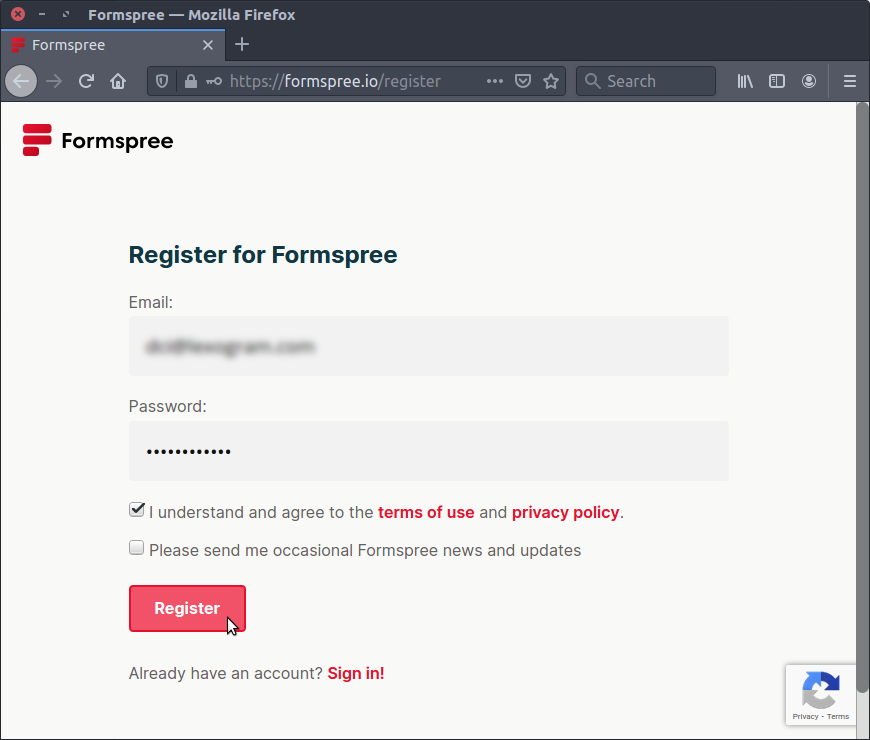 Formspree — Mozilla Firefox
Formspree
https://formspree.io/register
Search
Formspree
Register for Formspree
Email:
Password:
••••••••••••
I understand and agree to the terms of use and privacy policy.
Please send me occasional Formspree news and updates
Register
Already have an account? Sign in!
Privacy - Terms